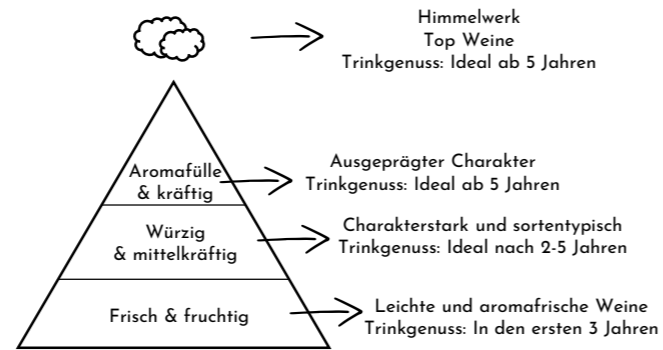 Himmelwerk
Top Weine
Trinkgenuss: Ideal ab 5 Jahren
Aromafülle
& kräftig
Ausgeprägter Charakter
Trinkgenuss: Ideal ab 5 Jahren
Würzig
& mittelkräftig
Charakterstark und sortentypisch
Trinkgenuss: Ideal nach 2-5 Jahren
Frisch & fruchtig
Leichte und aromafrische Weine
Trinkgenuss: In den ersten 3 Jahren